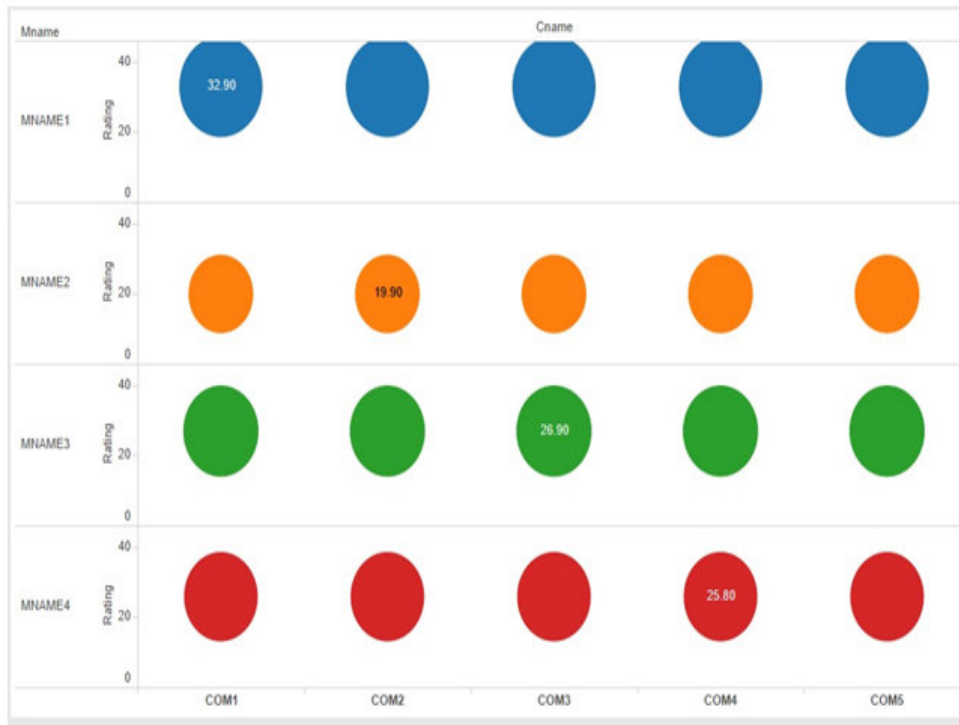 Mname Cname
40
32.90
MNAME1 Rating
20
0
40
MNAME2 Rating 20 19.90
0
40
26.90
MNAME3 Rating
20
0
40
25.80
MNAME4 Rating
20
0
COM1 COM2 COM3 COM4 COM5